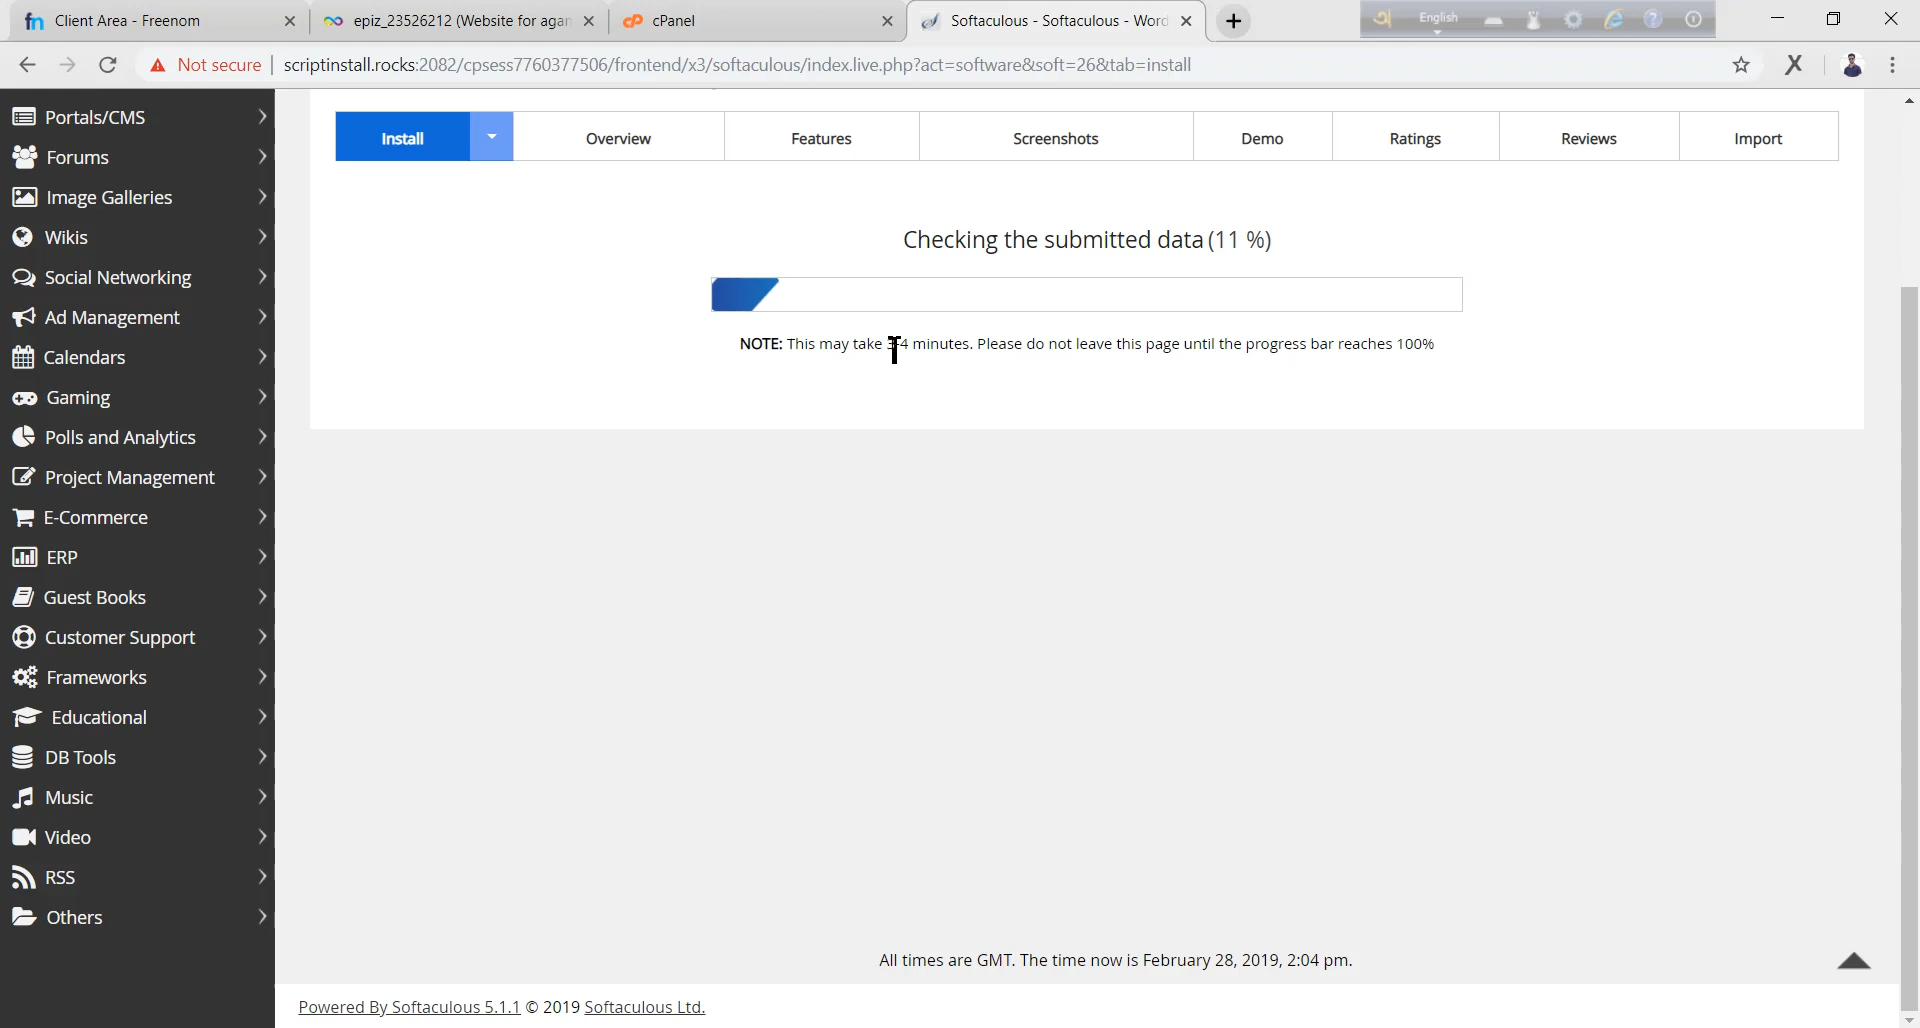 Client Area - Freenom
epiz_23526212 (Website for agan
cPanel
Softaculous - Softaculous - Word
English
Not secure
scriptinstall.rocks:2082/cpsess7760377506/frontend/x3/softaculous/index.live.php?act=software&soft=26&tab=install
Portals/CMS
Forums
Image Galleries
Wikis
Social Networking
Ad Management
Calendars
Gaming
Polls and Analytics
Project Management
E-Commerce
ERP
Guest Books
Customer Support
Frameworks
Educational
DB Tools
Music
Video
RSS
Others
Install
Overview
Features
Screenshots
Demo
Ratings
Reviews
Import
Checking the submitted data (11 %)
NOTE: This may take 3-4 minutes. Please do not leave this page until the progress bar reaches 100%
All times are GMT. The time now is February 28, 2019, 2:04 pm.
Powered By Softaculous 5.1.1 © 2019 Softaculous Ltd.